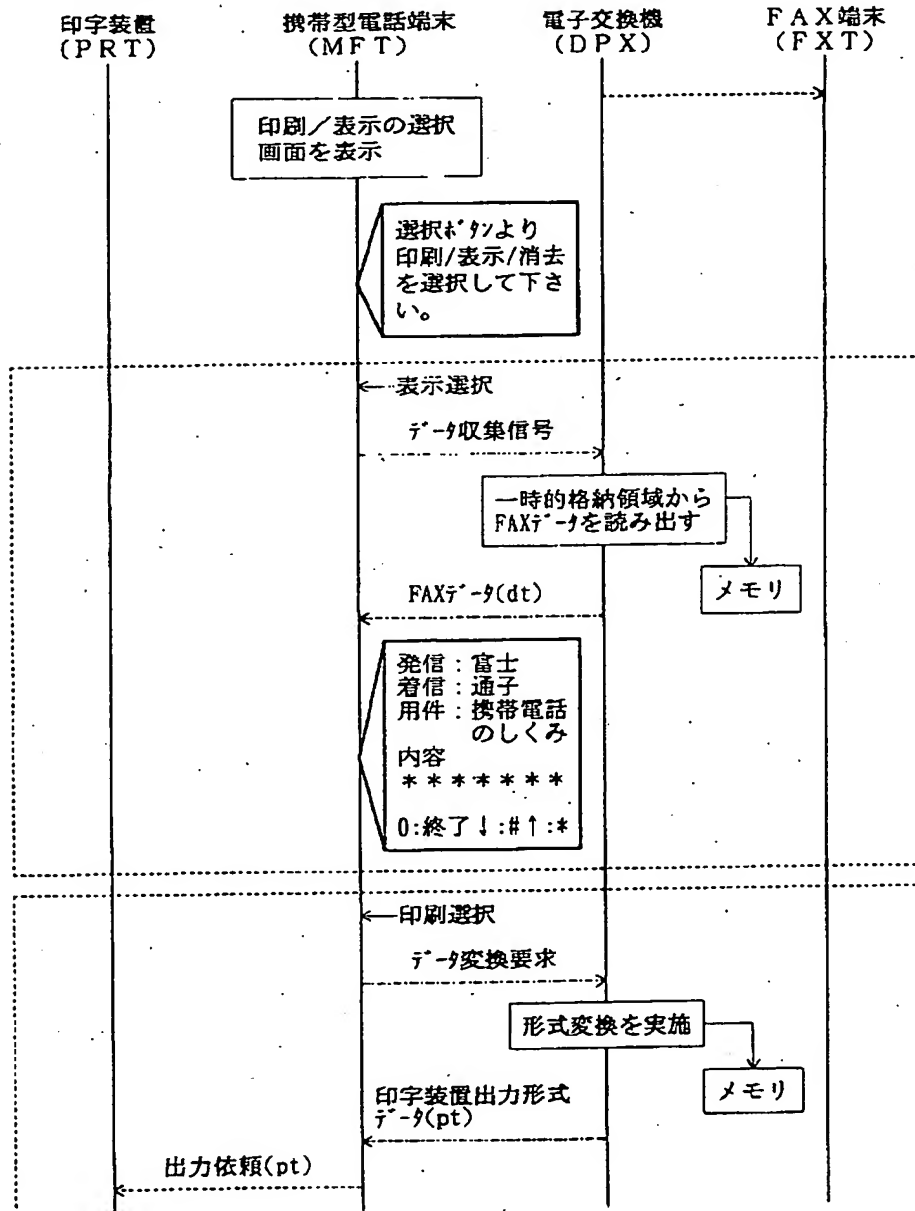 印字装置
(PRT)
携帯型電話端末
(MFT)
電子交換機
(DPX)
FAX端末
(FXT)
印刷／表示の選択
画面を表示
選択ﾎﾞﾀﾝより
印刷/表示/消去
を選択して下さ
い。
表示選択
ﾃﾞｰﾀ収集信号
一時的格納領域から
FAXﾃﾞｰﾀを読み出す
メモリ
FAXﾃﾞｰﾀ(dt)
発信：富士
着信：通子
用件：携帯電話
のしくみ
内容
＊＊＊＊＊＊＊
0:終了↓:#↑:*
印刷選択
ﾃﾞｰﾀ変換要求
形式変換を実施
メモリ
印字装置出力形式
ﾃﾞｰﾀ(pt)
出力依頼(pt)